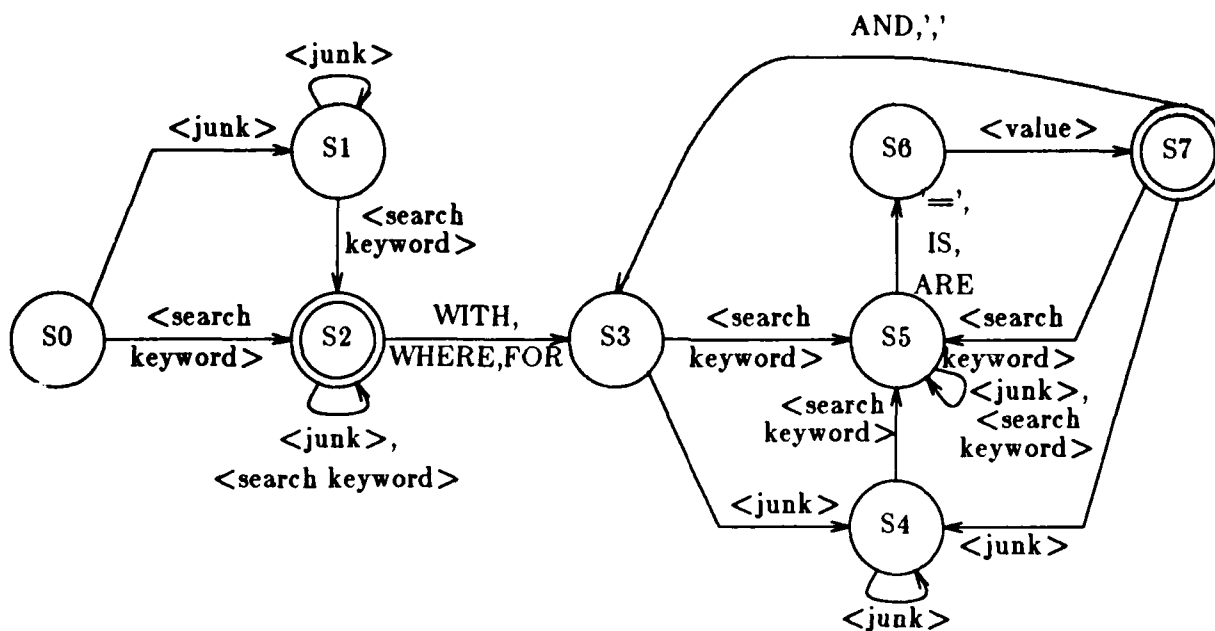 AND,','
<junk>
<junk>
S1
S6
<value>
S7
<search
keyword>
'=',
IS,
ARE
S0
<search
keyword>
S2
WITH,
WHERE,FOR
S3
<search
keyword>
S5
<search
keyword>
<junk>,
<search
keyword>
<search
keyword>
<junk>,
<search keyword>
<junk>
S4
<junk>
<junk>